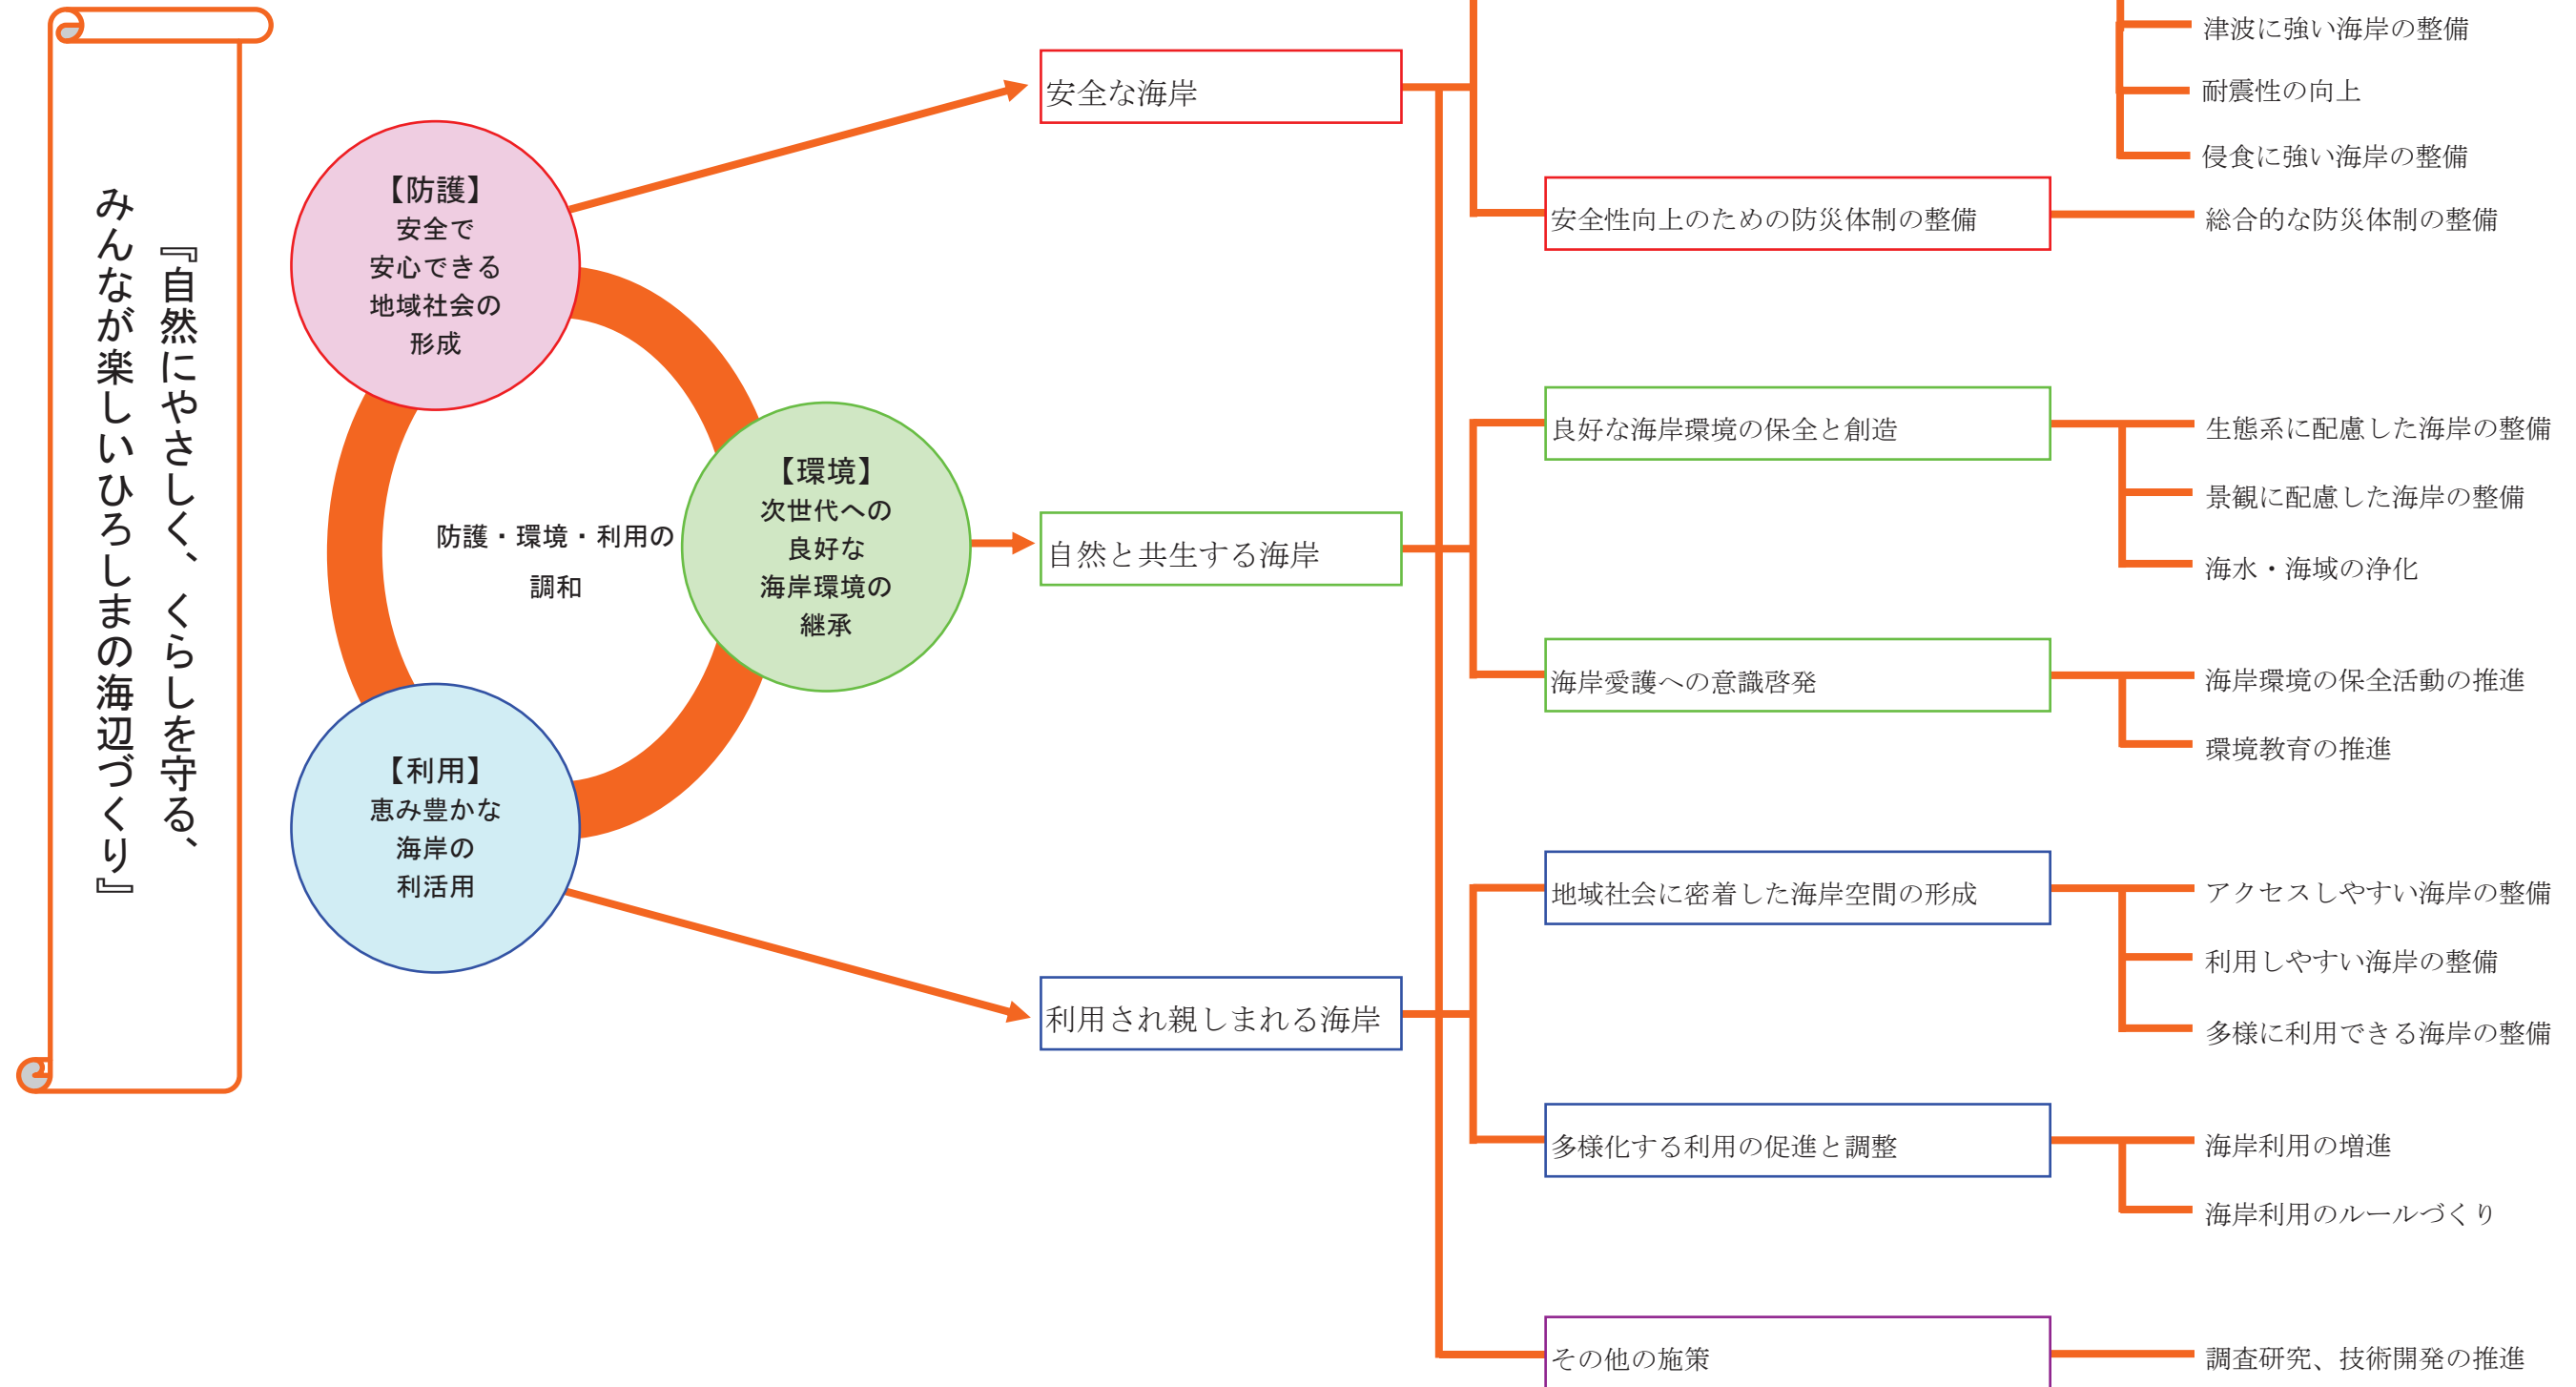 『自然にやさしく、くらしを守る、
みんなが楽しいひろしまの海辺づくり』
【防護】
安全で
安心できる
地域社会の
形成
【環境】
次世代への
良好な
海岸環境の
継承
【利用】
恵み豊かな
海岸の
利活用
防護・環境・利用の
調和
安全な海岸
津波に強い海岸の整備
耐震性の向上
侵食に強い海岸の整備
安全性向上のための防災体制の整備
総合的な防災体制の整備
自然と共生する海岸
良好な海岸環境の保全と創造
生態系に配慮した海岸の整備
景観に配慮した海岸の整備
海水・海域の浄化
海岸愛護への意識啓発
海岸環境の保全活動の推進
環境教育の推進
利用され親しまれる海岸
地域社会に密着した海岸空間の形成
アクセスしやすい海岸の整備
利用しやすい海岸の整備
多様に利用できる海岸の整備
多様化する利用の促進と調整
海岸利用の増進
海岸利用のルールづくり
その他の施策
調査研究、技術開発の推進